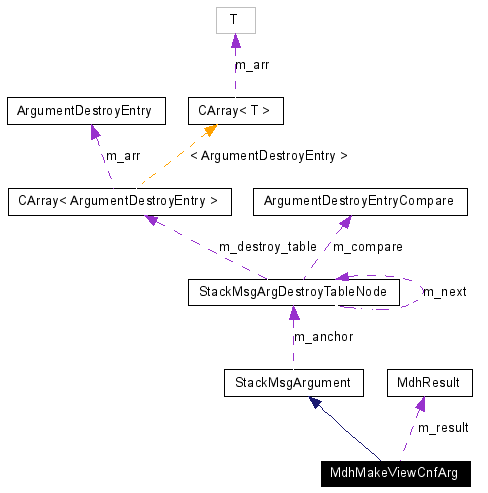 T
m_arr
ArgumentDestroyEntry
CArray< T >
m_arr
< ArgumentDestroyEntry >
CArray< ArgumentDestroyEntry >
ArgumentDestroyEntryCompare
m_destroy_table
m_compare
StackMsgArgDestroyTableNode
m_next
m_anchor
StackMsgArgument
MdhResult
m_result
MdhMakeViewCnfArg